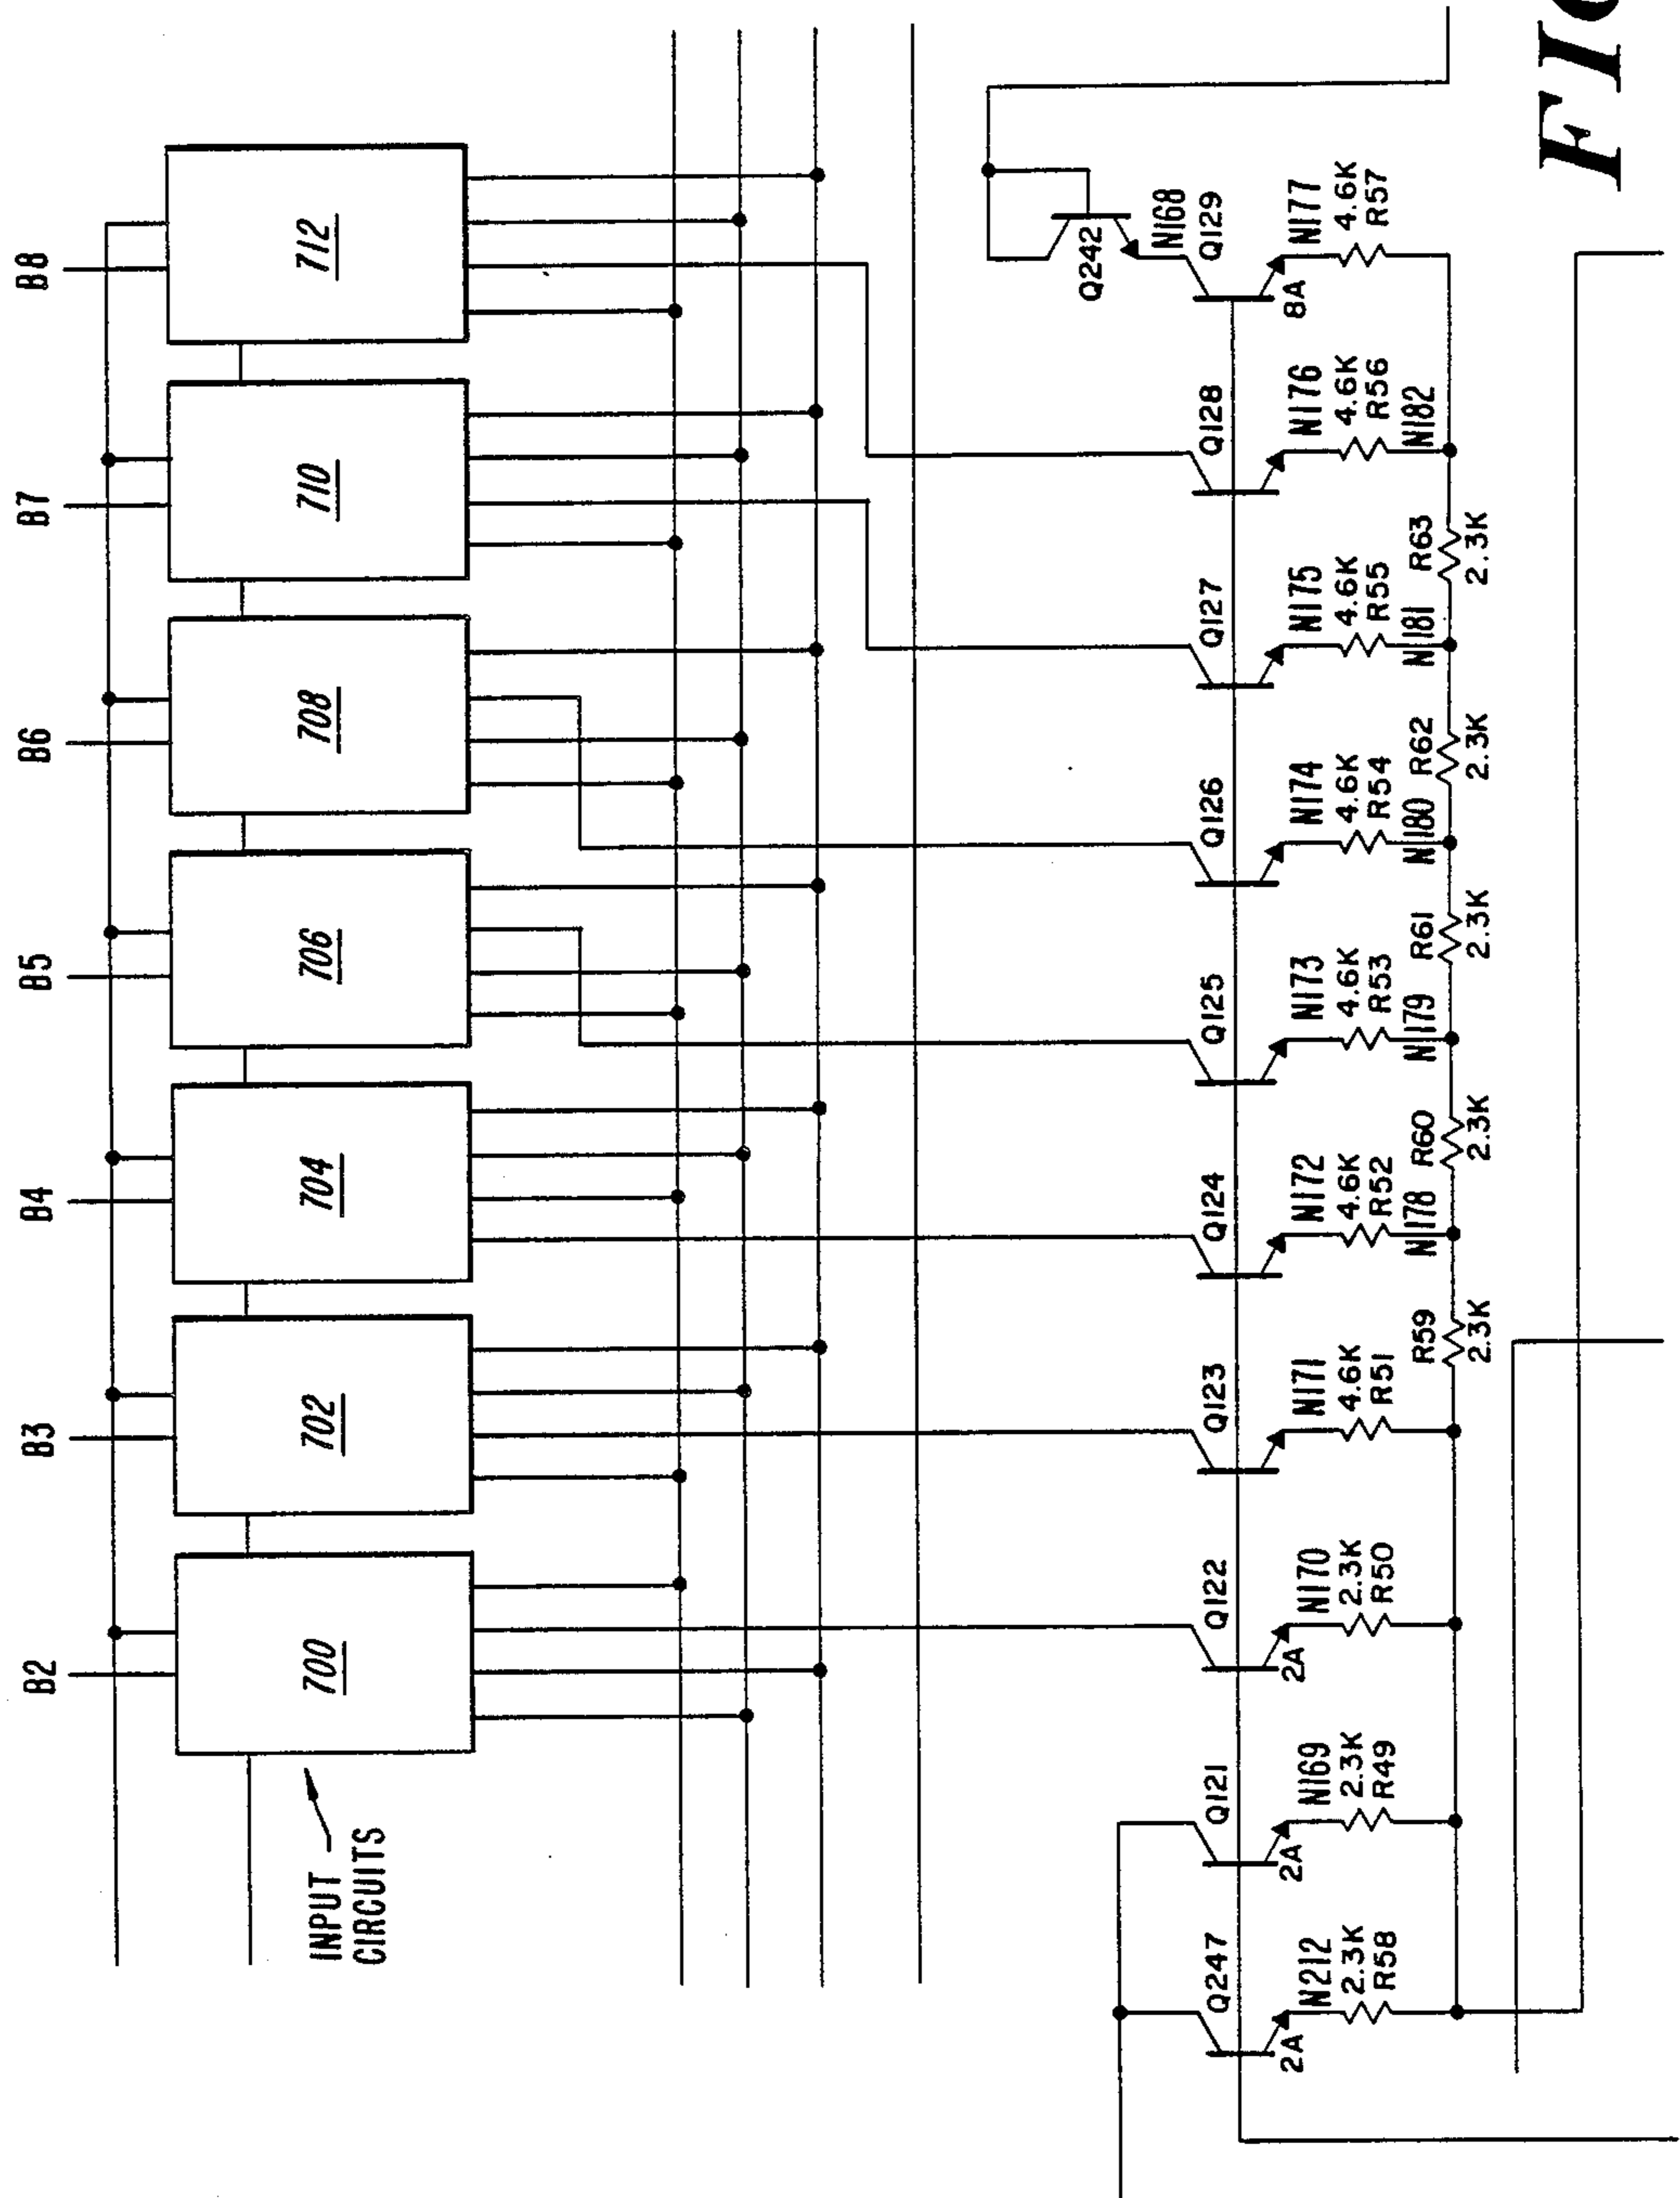 B2
B3
B4
B5
B6
B7
B8
700
702
704
706
708
710
712
INPUT
CIRCUITS
Q242
N168
Q247
Q121
Q122
Q123
Q124
Q125
Q126
Q127
Q128
Q129
2A
2A
2A
8A
N212
N169
N170
N171
N172
N173
N174
N175
N176
N177
2.3K
2.3K
2.3K
4.6K
4.6K
4.6K
4.6K
4.6K
4.6K
4.6K
R58
R49
R50
R51
R52
R53
R54
R55
R56
R57
N178
N179
N180
N181
N182
R59
R60
R61
R62
R63
2.3K
2.3K
2.3K
2.3K
2.3K